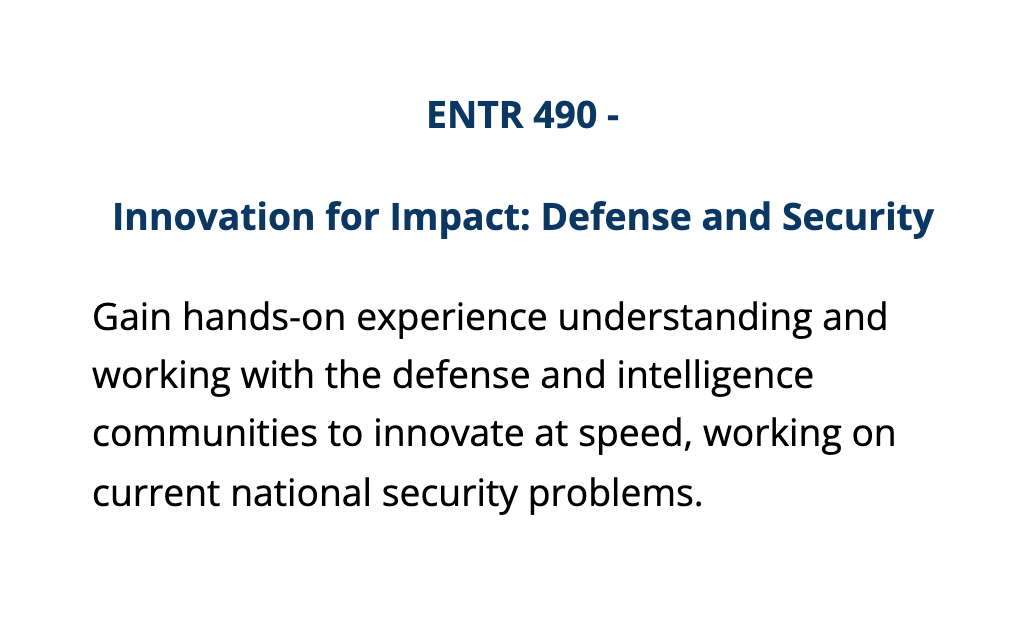 ENTR 490 -
Innovation for Impact: Defense and Security
Gain hands-on experience understanding and
working with the defense and intelligence
communities to innovate at speed, working on
current national security problems.